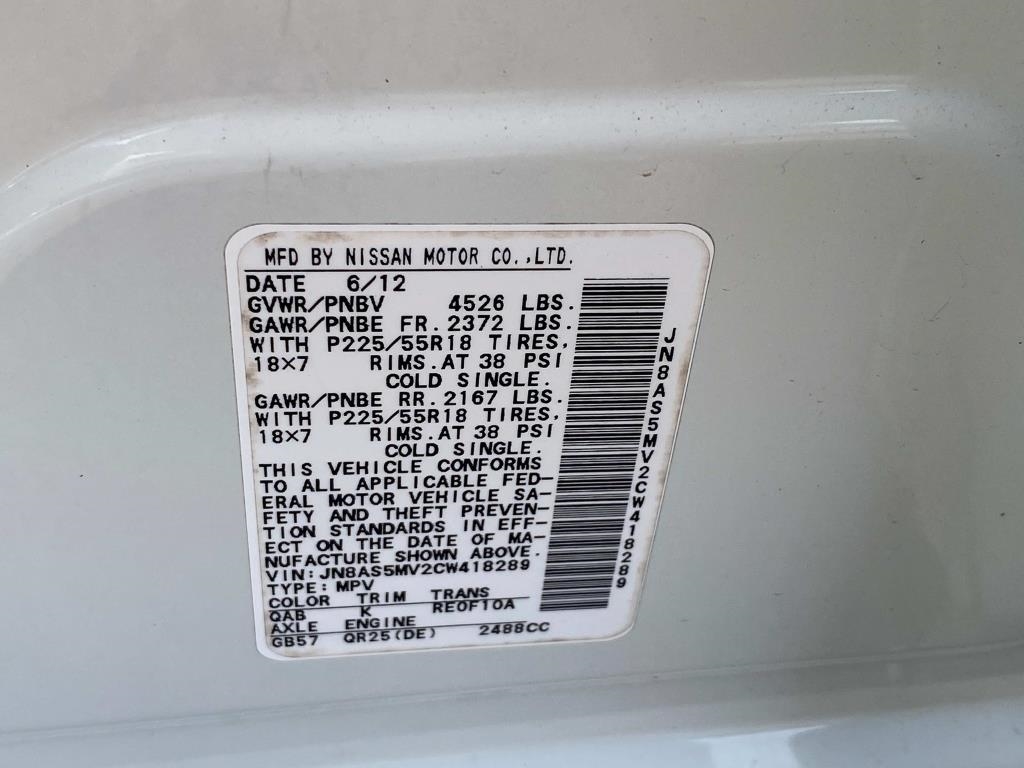 MFD BY NISSAN MOTOR CO.,LTD.
DATE 6/12
GVWR/PNBV 4526 LBS.
GAWR/PNBE FR.2372 LBS.
WITH P225/55R18 TIRES,
18×7 RIMS.AT 38 PSI
COLD SINGLE.
GAWR/PNBE RR.2167 LBS.
WITH P225/55R18 TIRES,
18×7 RIMS.AT 38 PSI
COLD SINGLE.
THIS VEHICLE CONFORMS
TO ALL APPLICABLE FED-
ERAL MOTOR VEHICLE SA-
FETY AND THEFT PREVEN-
TION STANDARDS IN EFF-
ECT ON THE DATE OF MA-
NUFACTURE SHOWN ABOVE.
VIN:JN8AS5MV2CW418289
TYPE:MPV
COLOR TRIM TRANS
QAB K RE0F10A
AXLE ENGINE
GB57 QR25(DE) 2488CC
JN8AS5MV2CW418289